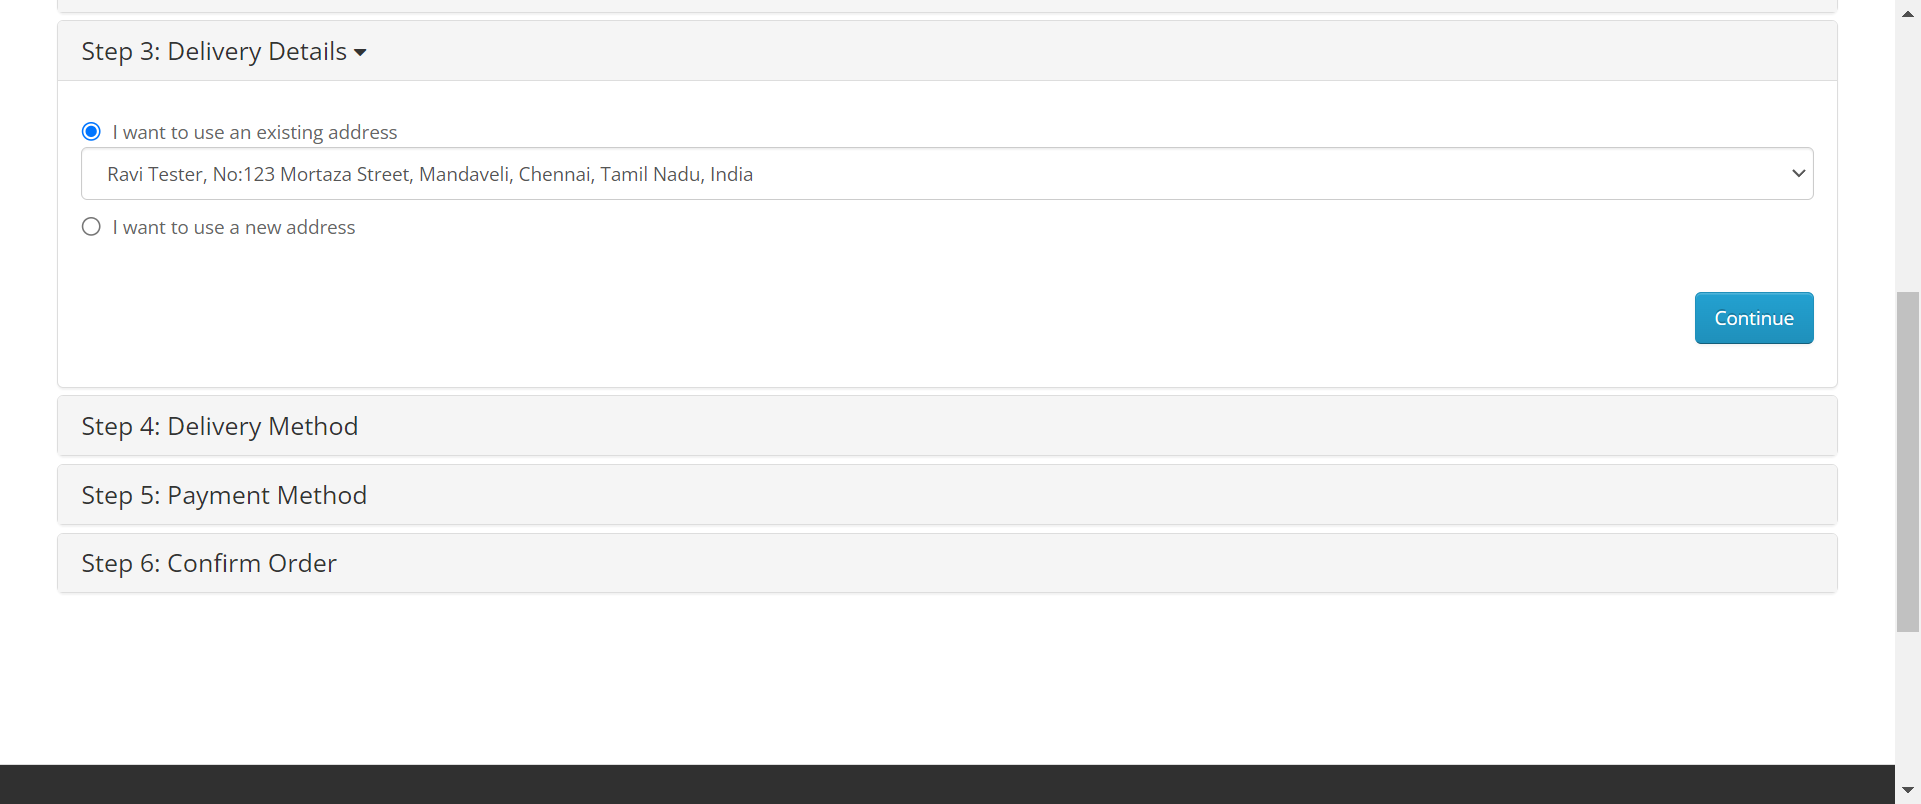 Step 3: Delivery Details
I want to use an existing address
Ravi Tester, No:123 Mortaza Street, Mandaveli, Chennai, Tamil Nadu, India
I want to use a new address
Continue
Step 4: Delivery Method
Step 5: Payment Method
Step 6: Confirm Order